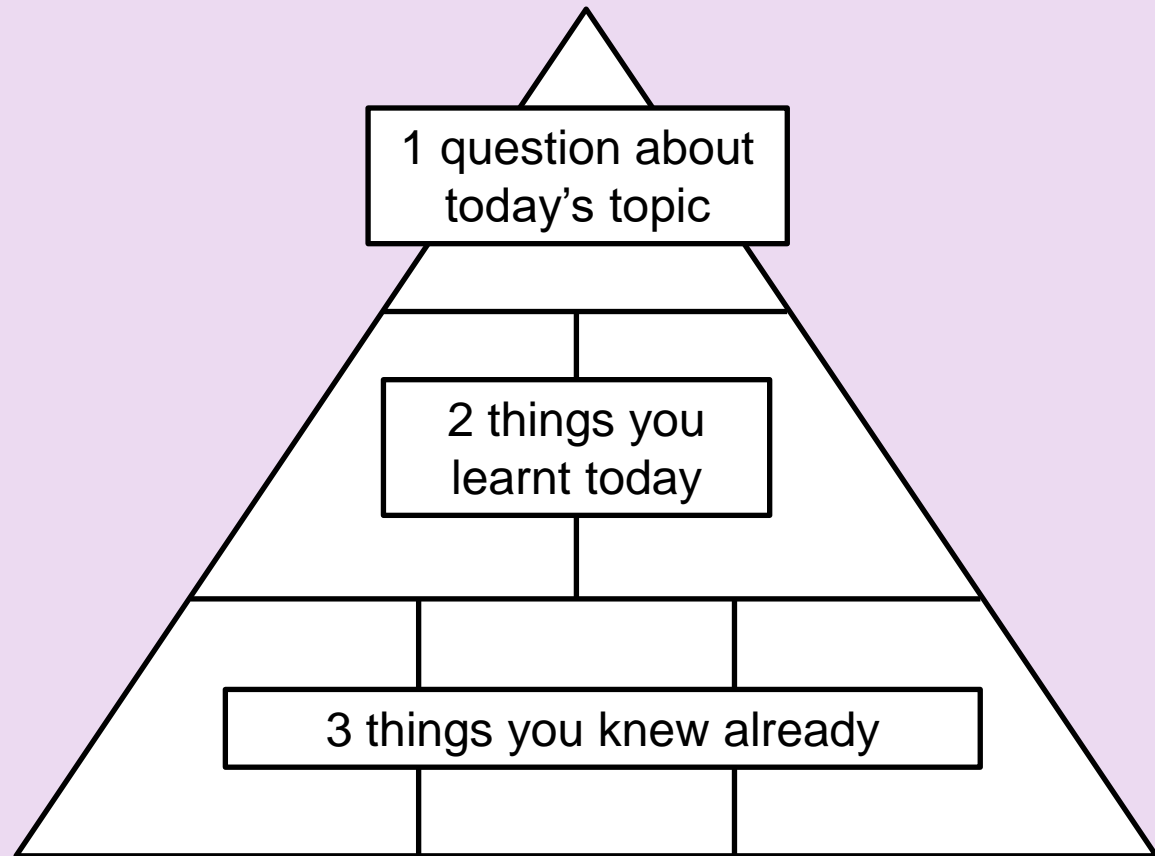 1 question about
today’s topic
2 things you
learnt today
3 things you knew already